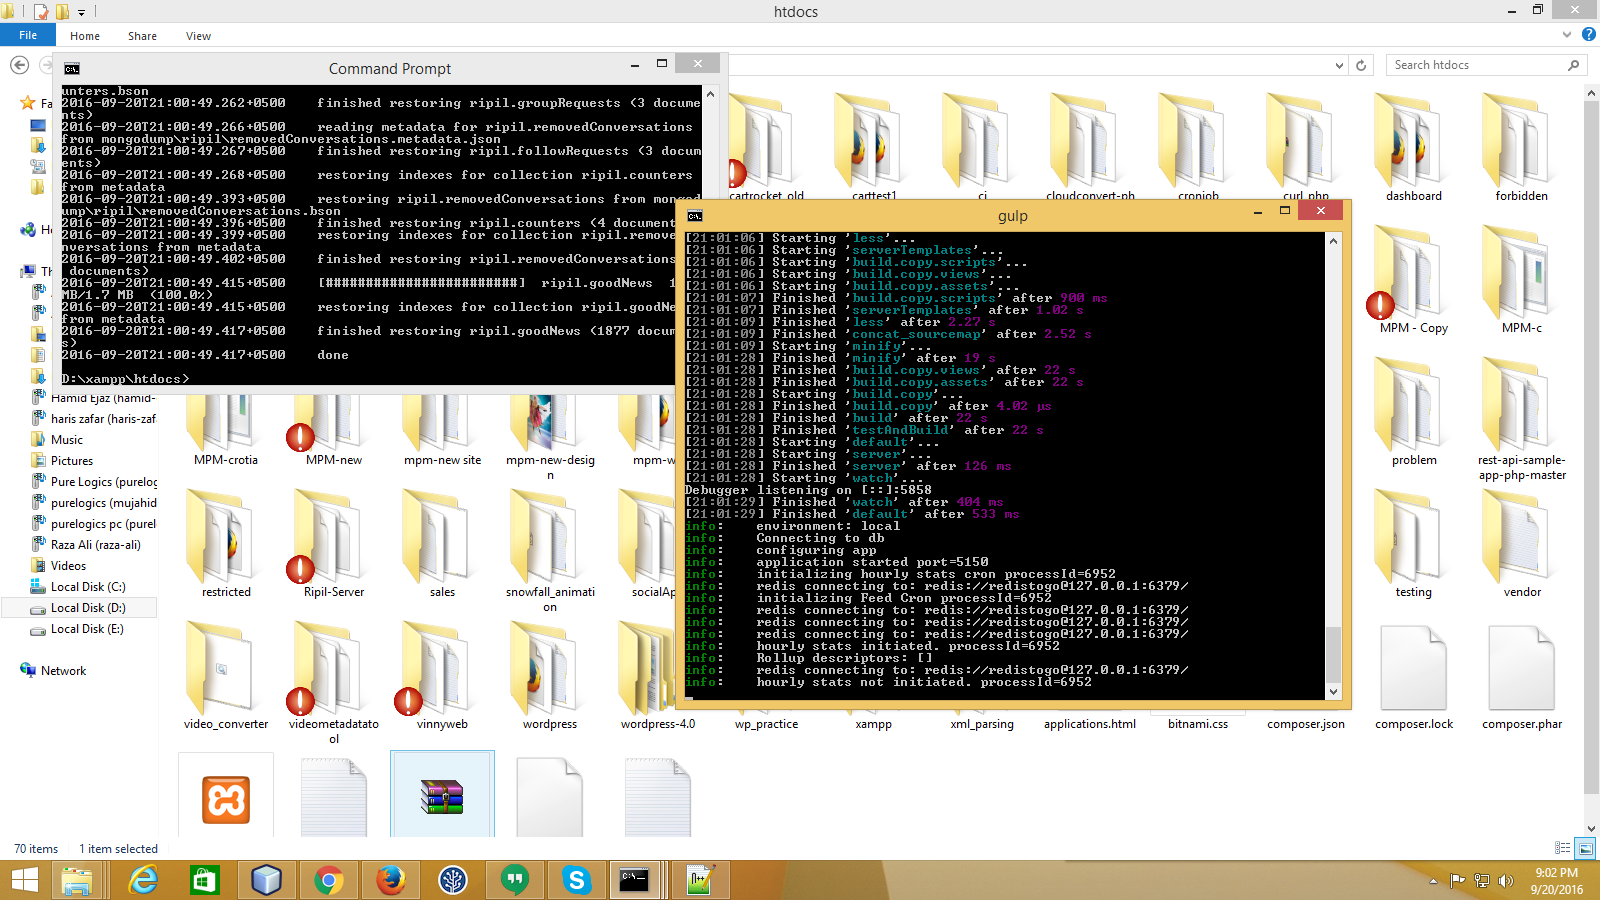 htdocs
File
Home
Share
View
Search htdocs
Command Prompt
unters.bson
2016-09-20T21:00:49.262+0500    finished restoring ripil.groupRequests (3 docume
nts)
2016-09-20T21:00:49.266+0500    reading metadata for ripil.removedConversations
from mongodump\ripil\removedConversations.metadata.json
2016-09-20T21:00:49.267+0500    finished restoring ripil.followRequests (3 docum
ents)
2016-09-20T21:00:49.268+0500    restoring indexes for collection ripil.counters
from metadata
2016-09-20T21:00:49.393+0500    restoring ripil.removedConversations from mongod
ump\ripil\removedConversations.bson
2016-09-20T21:00:49.396+0500    finished restoring ripil.counters (4 document
2016-09-20T21:00:49.399+0500    restoring indexes for collection ripil.remove
nversations from metadata
2016-09-20T21:00:49.402+0500    finished restoring ripil.removedConversations
documents)
2016-09-20T21:00:49.415+0500    [########################]  ripil.goodNews  1
MB/1.7 MB  (100.0%)
2016-09-20T21:00:49.415+0500    restoring indexes for collection ripil.goodNe
from metadata
2016-09-20T21:00:49.417+0500    finished restoring ripil.goodNews (1877 docum
s)
2016-09-20T21:00:49.417+0500    done
D:\xampp\htdocs>
gulp
[21:01:06] Starting 'less'...
[21:01:06] Starting 'serverTemplates'...
[21:01:06] Starting 'build.copy.scripts'...
[21:01:06] Starting 'build.copy.views'...
[21:01:06] Starting 'build.copy.assets'...
[21:01:07] Finished 'build.copy.scripts' after 900 ms
[21:01:07] Finished 'serverTemplates' after 1.02 s
[21:01:09] Finished 'less' after 2.27 s
[21:01:09] Finished 'concat_sourcemap' after 2.52 s
[21:01:09] Starting 'minify'...
[21:01:28] Finished 'minify' after 19 s
[21:01:28] Finished 'build.copy.views' after 22 s
[21:01:28] Finished 'build.copy.assets' after 22 s
[21:01:28] Starting 'build.copy'...
[21:01:28] Finished 'build.copy' after 4.02 μs
[21:01:28] Finished 'build' after 22 s
[21:01:28] Finished 'testAndBuild' after 22 s
[21:01:28] Starting 'default'...
[21:01:28] Starting 'server'...
[21:01:28] Finished 'server' after 126 ms
[21:01:28] Starting 'watch'...
Debugger listening on [::]:5858
[21:01:29] Finished 'watch' after 404 ms
[21:01:29] Finished 'default' after 533 ms
info:    environment: local
info:    Connecting to db
info:    configuring app
info:    application started port=5150
info:    initializing hourly stats cron processId=6952
info:    redis connecting to: redis://redistogo@127.0.0.1:6379/
info:    initializing Feed Cron processId=6952
info:    redis connecting to: redis://redistogo@127.0.0.1:6379/
info:    redis connecting to: redis://redistogo@127.0.0.1:6379/
info:    redis connecting to: redis://redistogo@127.0.0.1:6379/
info:    hourly stats initiated. processId=6952
info:    Rollup descriptors: []
info:    redis connecting to: redis://redistogo@127.0.0.1:6379/
info:    hourly stats not initiated. processId=6952
Fa
Th
Hamid Ejaz (hamid-
haris zafar (haris-zaf
Music
Pictures
Pure Logics (purelog
purelogics (mujahid
purelogics pc (purel
Raza Ali (raza-ali)
Videos
Local Disk (C:)
Local Disk (D:)
Local Disk (E:)
Network
cartrocket_old
carttest1
ci
cloudconvert-ph
cronjob
curl_php
dashboard
forbidden
MPM - Copy
MPM-c
MPM-crotia
MPM-new
mpm-new site
mpm-new-desig
n
mpm-w
problem
rest-api-sample-
app-php-master
restricted
Ripil-Server
sales
snowfall_animati
on
socialAp
testing
vendor
video_converter
videometadatato
ol
vinnyweb
wordpress
wordpress-4.0
wp_practice
xampp
xml_parsing
applications.html
bitnami.css
composer.json
composer.lock
composer.phar
70 items
1 item selected
9:02 PM
9/20/2016